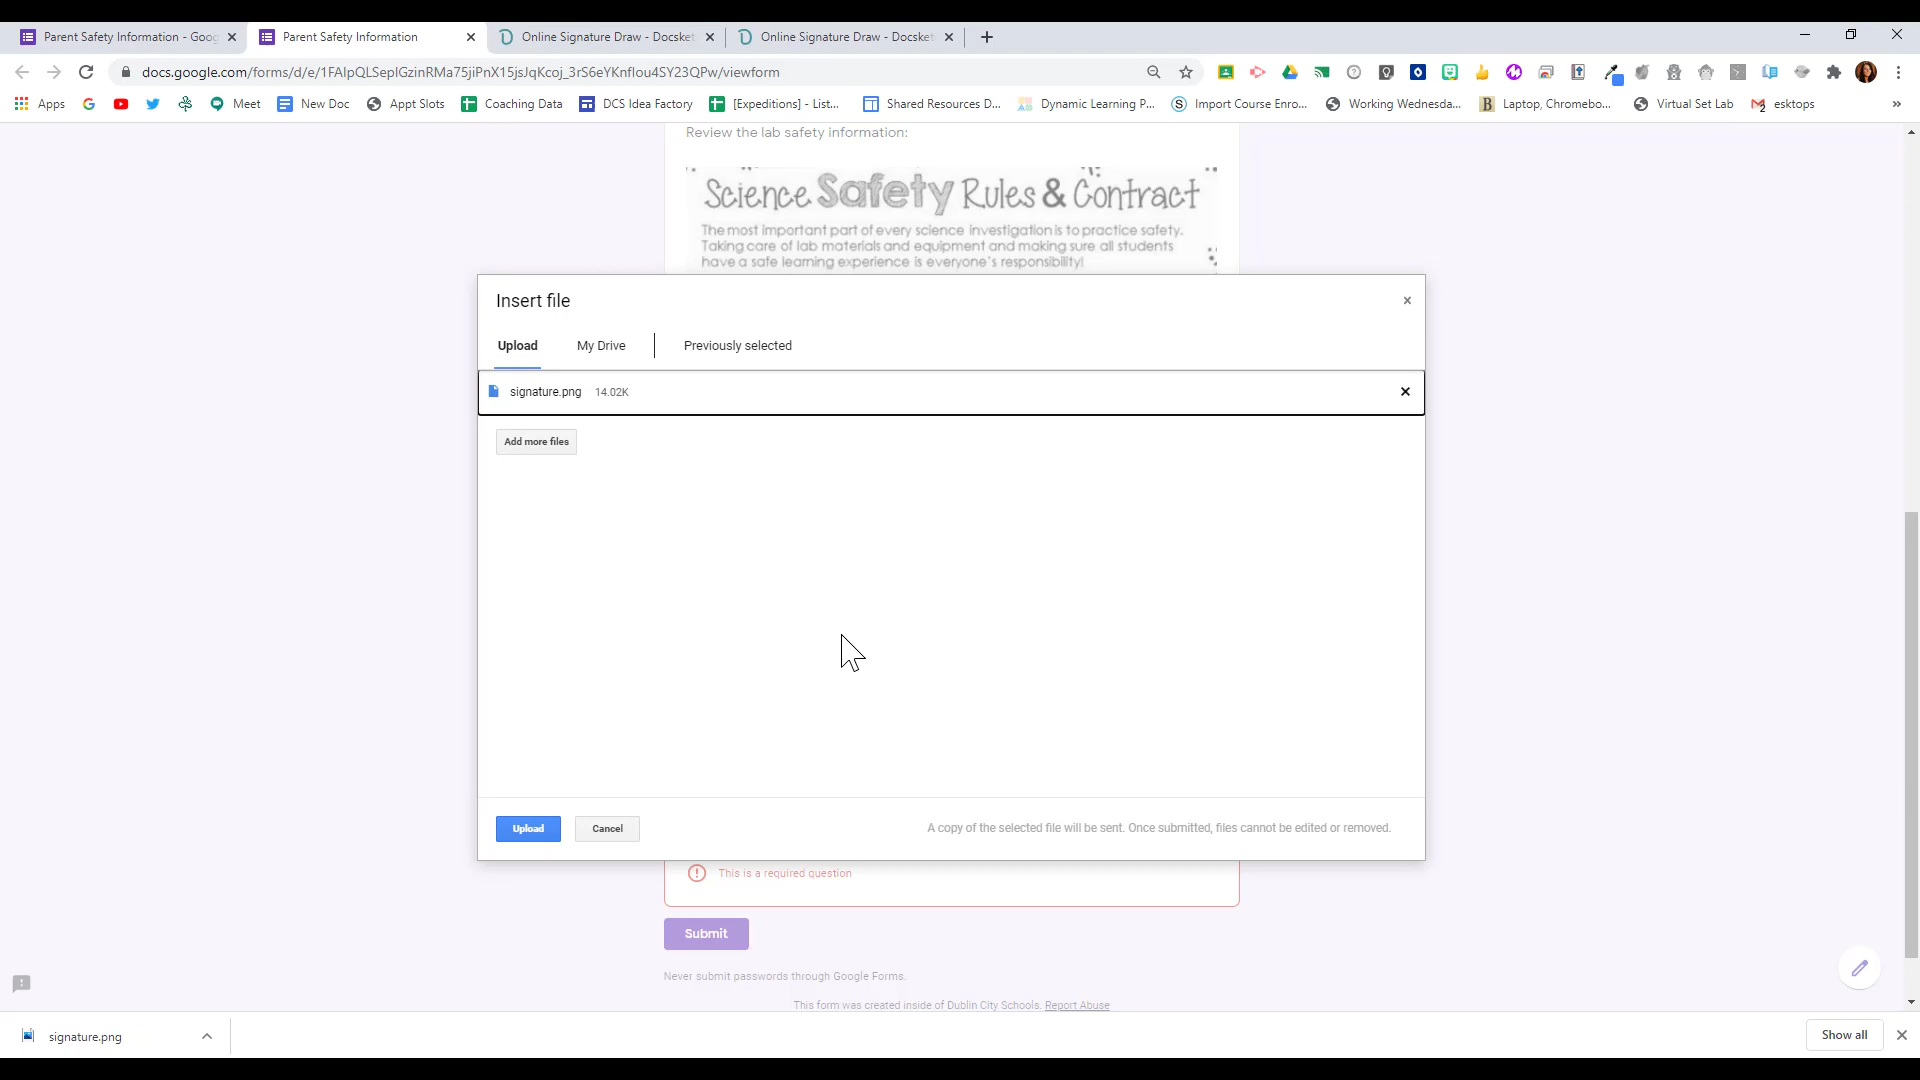 Parent Safety Information - Goog
Parent Safety Information
Online Signature Draw - Docsket
Online Signature Draw - Docsket
docs.google.com/forms/d/e/1FAIpQLSepIGzinRMa75jiPnX15jsJqKcoj_3rS6eYKnflou4SY23QPw/viewform
Apps
Meet
New Doc
Appt Slots
Coaching Data
DCS Idea Factory
[Expeditions] - List...
Shared Resources D...
Dynamic Learning P...
Import Course Enro...
Working Wednesda...
Laptop, Chromebo...
Virtual Set Lab
esktops
Review the lab safety information:
Science Safety Rules & Contract
The most important part of every science investigation is to practice safety.
Taking care of lab materials and equipment and making sure all students
have a safe learning experience is everyone's responsibility!
Insert file
Upload
My Drive
Previously selected
signature.png 14.02K
Add more files
Upload
Cancel
A copy of the selected file will be sent. Once submitted, files cannot be edited or removed.
This is a required question
Submit
Never submit passwords through Google Forms.
This form was created inside of Dublin City Schools. Report Abuse
signature.png
Show all